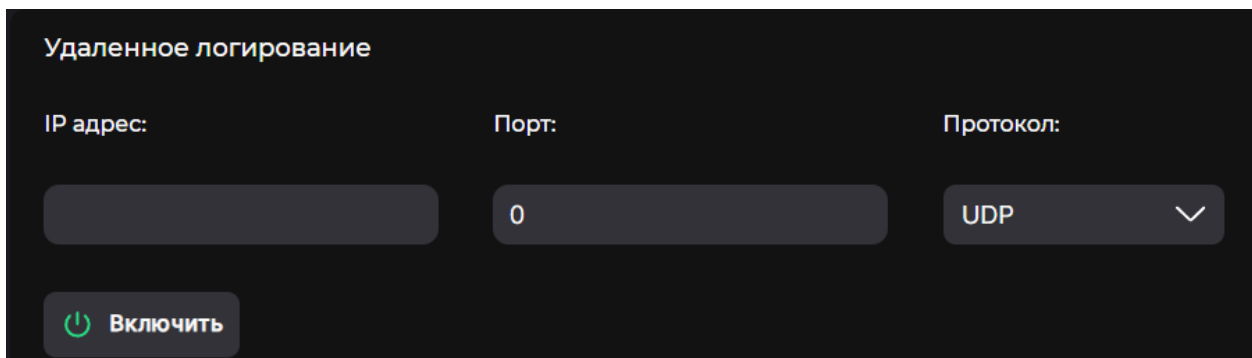 Удаленное логирование
IP адрес:
Порт:
Протокол:
0
UDP
Включить